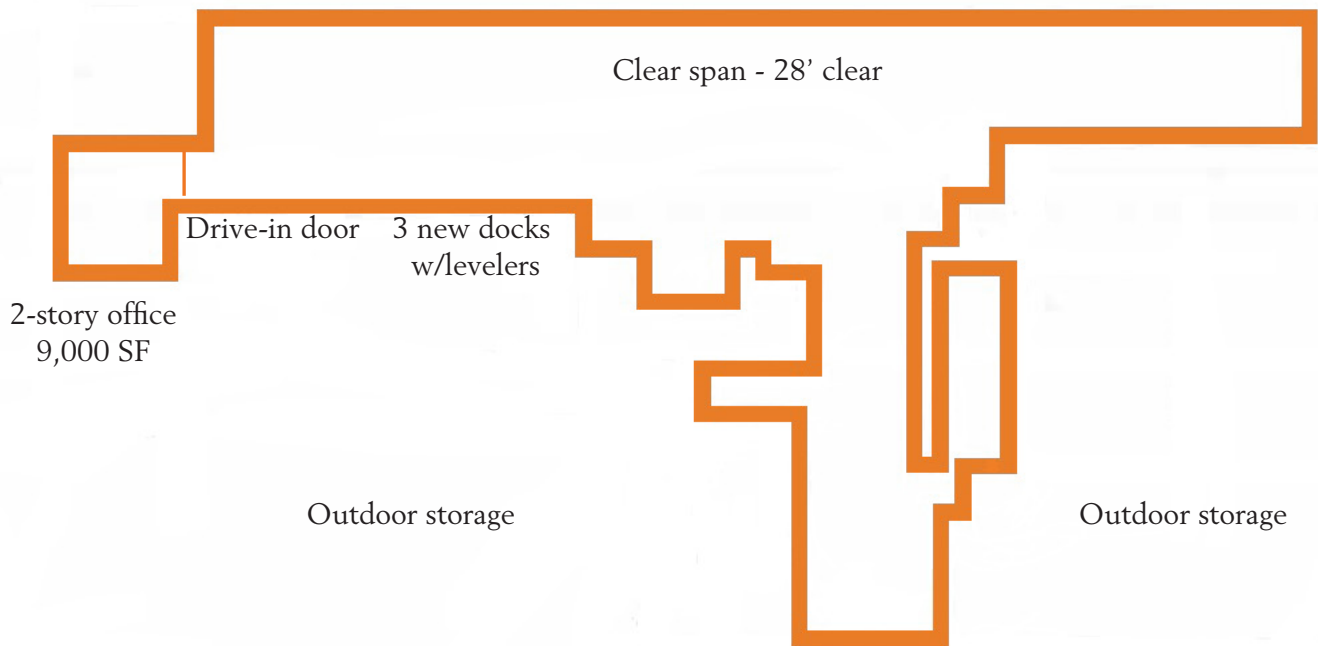 Clear span - 28’ clear
Drive-in door
3 new docks
w/levelers
2-story office
9,000 SF
Outdoor storage
Outdoor storage